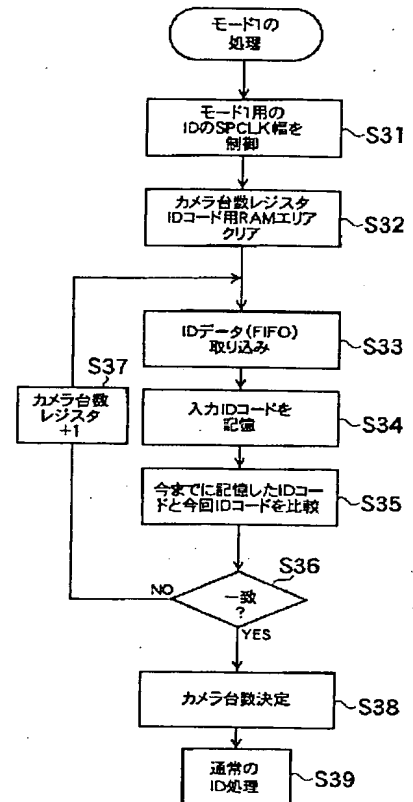 モード1の
処理
モード1用の
IDのSPCLK幅を
制御
S31
カメラ台数レジスタ
IDコード用RAMエリア
クリア
S32
IDデータ(FIFO)
取り込み
S33
S37
カメラ台数
レジスタ
+1
入力IDコードを
記憶
S34
今までに記憶したIDコー
ドと今回IDコードを比較
S35
S36
一致
?
NO
YES
カメラ台数決定
S38
通常の
ID処理
S39